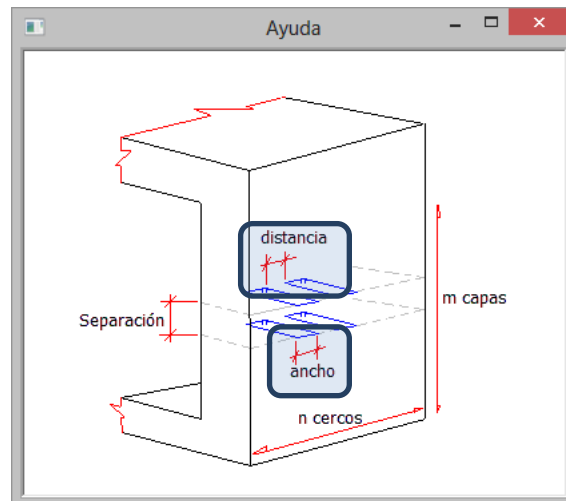 Ayuda
distancia
m capas
Separación
ancho
n cercos